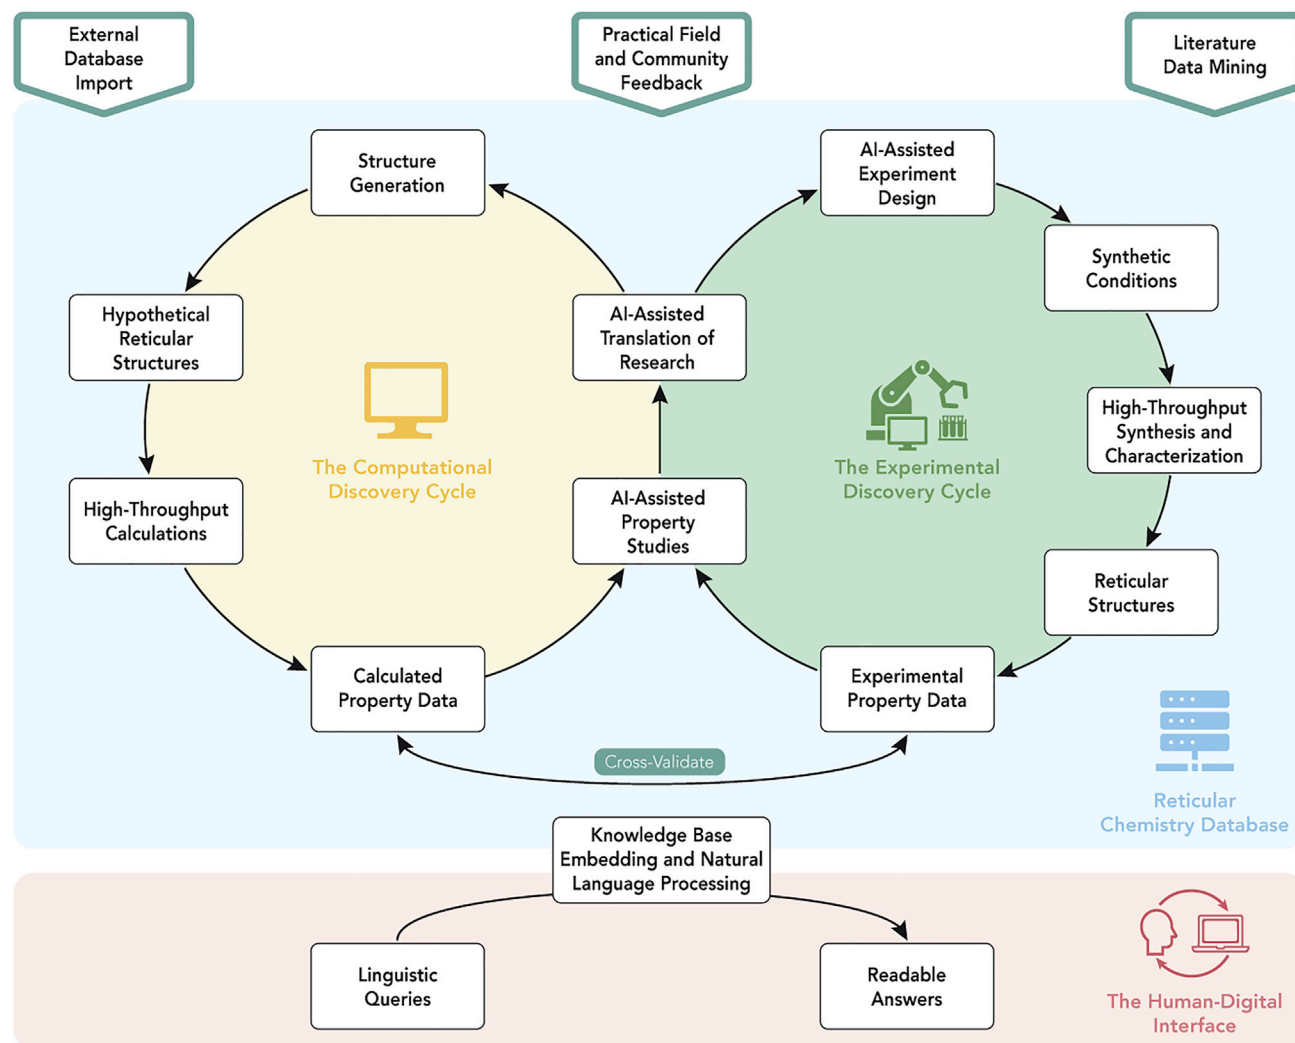 External
Database
Import
Practical Field
and Community
Feedback
Literature
Data Mining
Structure
Generation
AI-Assisted
Experiment
Design
Synthetic
Conditions
Hypothetical
Reticular
Structures
AI-Assisted
Translation of
Research
High-Throughput
Synthesis and
Characterization
The Computational
Discovery Cycle
The Experimental
Discovery Cycle
High-Throughput
Calculations
AI-Assisted
Property
Studies
Reticular
Structures
Calculated
Property Data
Experimental
Property Data
Cross-Validate
Reticular
Chemistry Database
Knowledge Base
Embedding and Natural
Language Processing
Linguistic
Queries
Readable
Answers
The Human-Digital
Interface